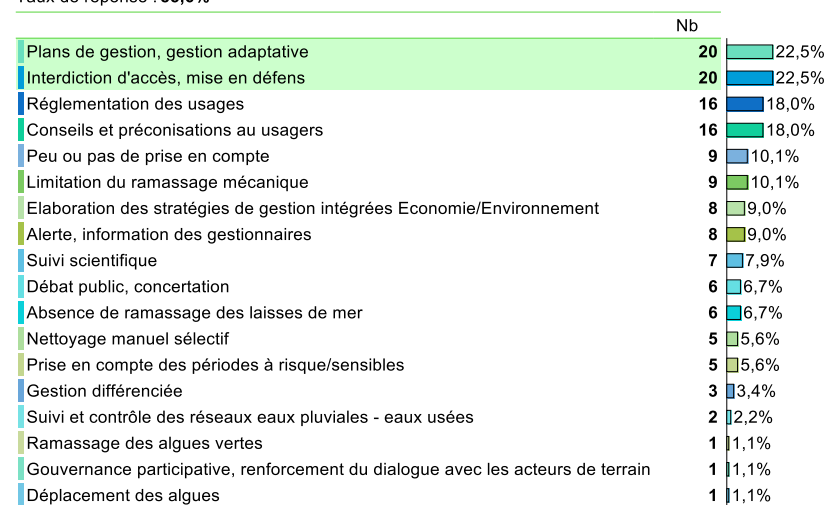 Nb
Plans de gestion, gestion adaptative 20 22,5%
Interdiction d'accès, mise en défens 20 22,5%
Réglementation des usages 16 18,0%
Conseils et préconisations au usagers 16 18,0%
Peu ou pas de prise en compte 9 10,1%
Limitation du ramassage mécanique 9 10,1%
Elaboration des stratégies de gestion intégrées Economie/Environnement 8 9,0%
Alerte, information des gestionnaires 8 9,0%
Suivi scientifique 7 7,9%
Débat public, concertation 6 6,7%
Absence de ramassage des laisses de mer 6 6,7%
Nettoyage manuel sélectif 5 5,6%
Prise en compte des périodes à risque/sensibles 5 5,6%
Gestion différenciée 3 3,4%
Suivi et contrôle des réseaux eaux pluviales - eaux usées 2 2,2%
Ramassage des algues vertes 1 1,1%
Gouvernance participative, renforcement du dialogue avec les acteurs de terrain 1 1,1%
Déplacement des algues 1 1,1%